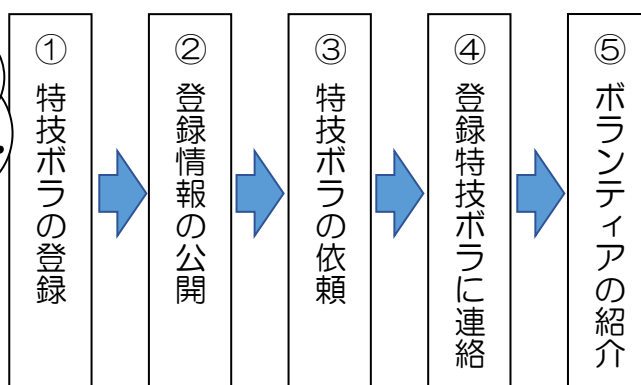 ① 特技ボラの登録
② 登録情報の公開
③ 特技ボラの依頼
④ 登録特技ボラに連絡
⑤ ボランティアの紹介